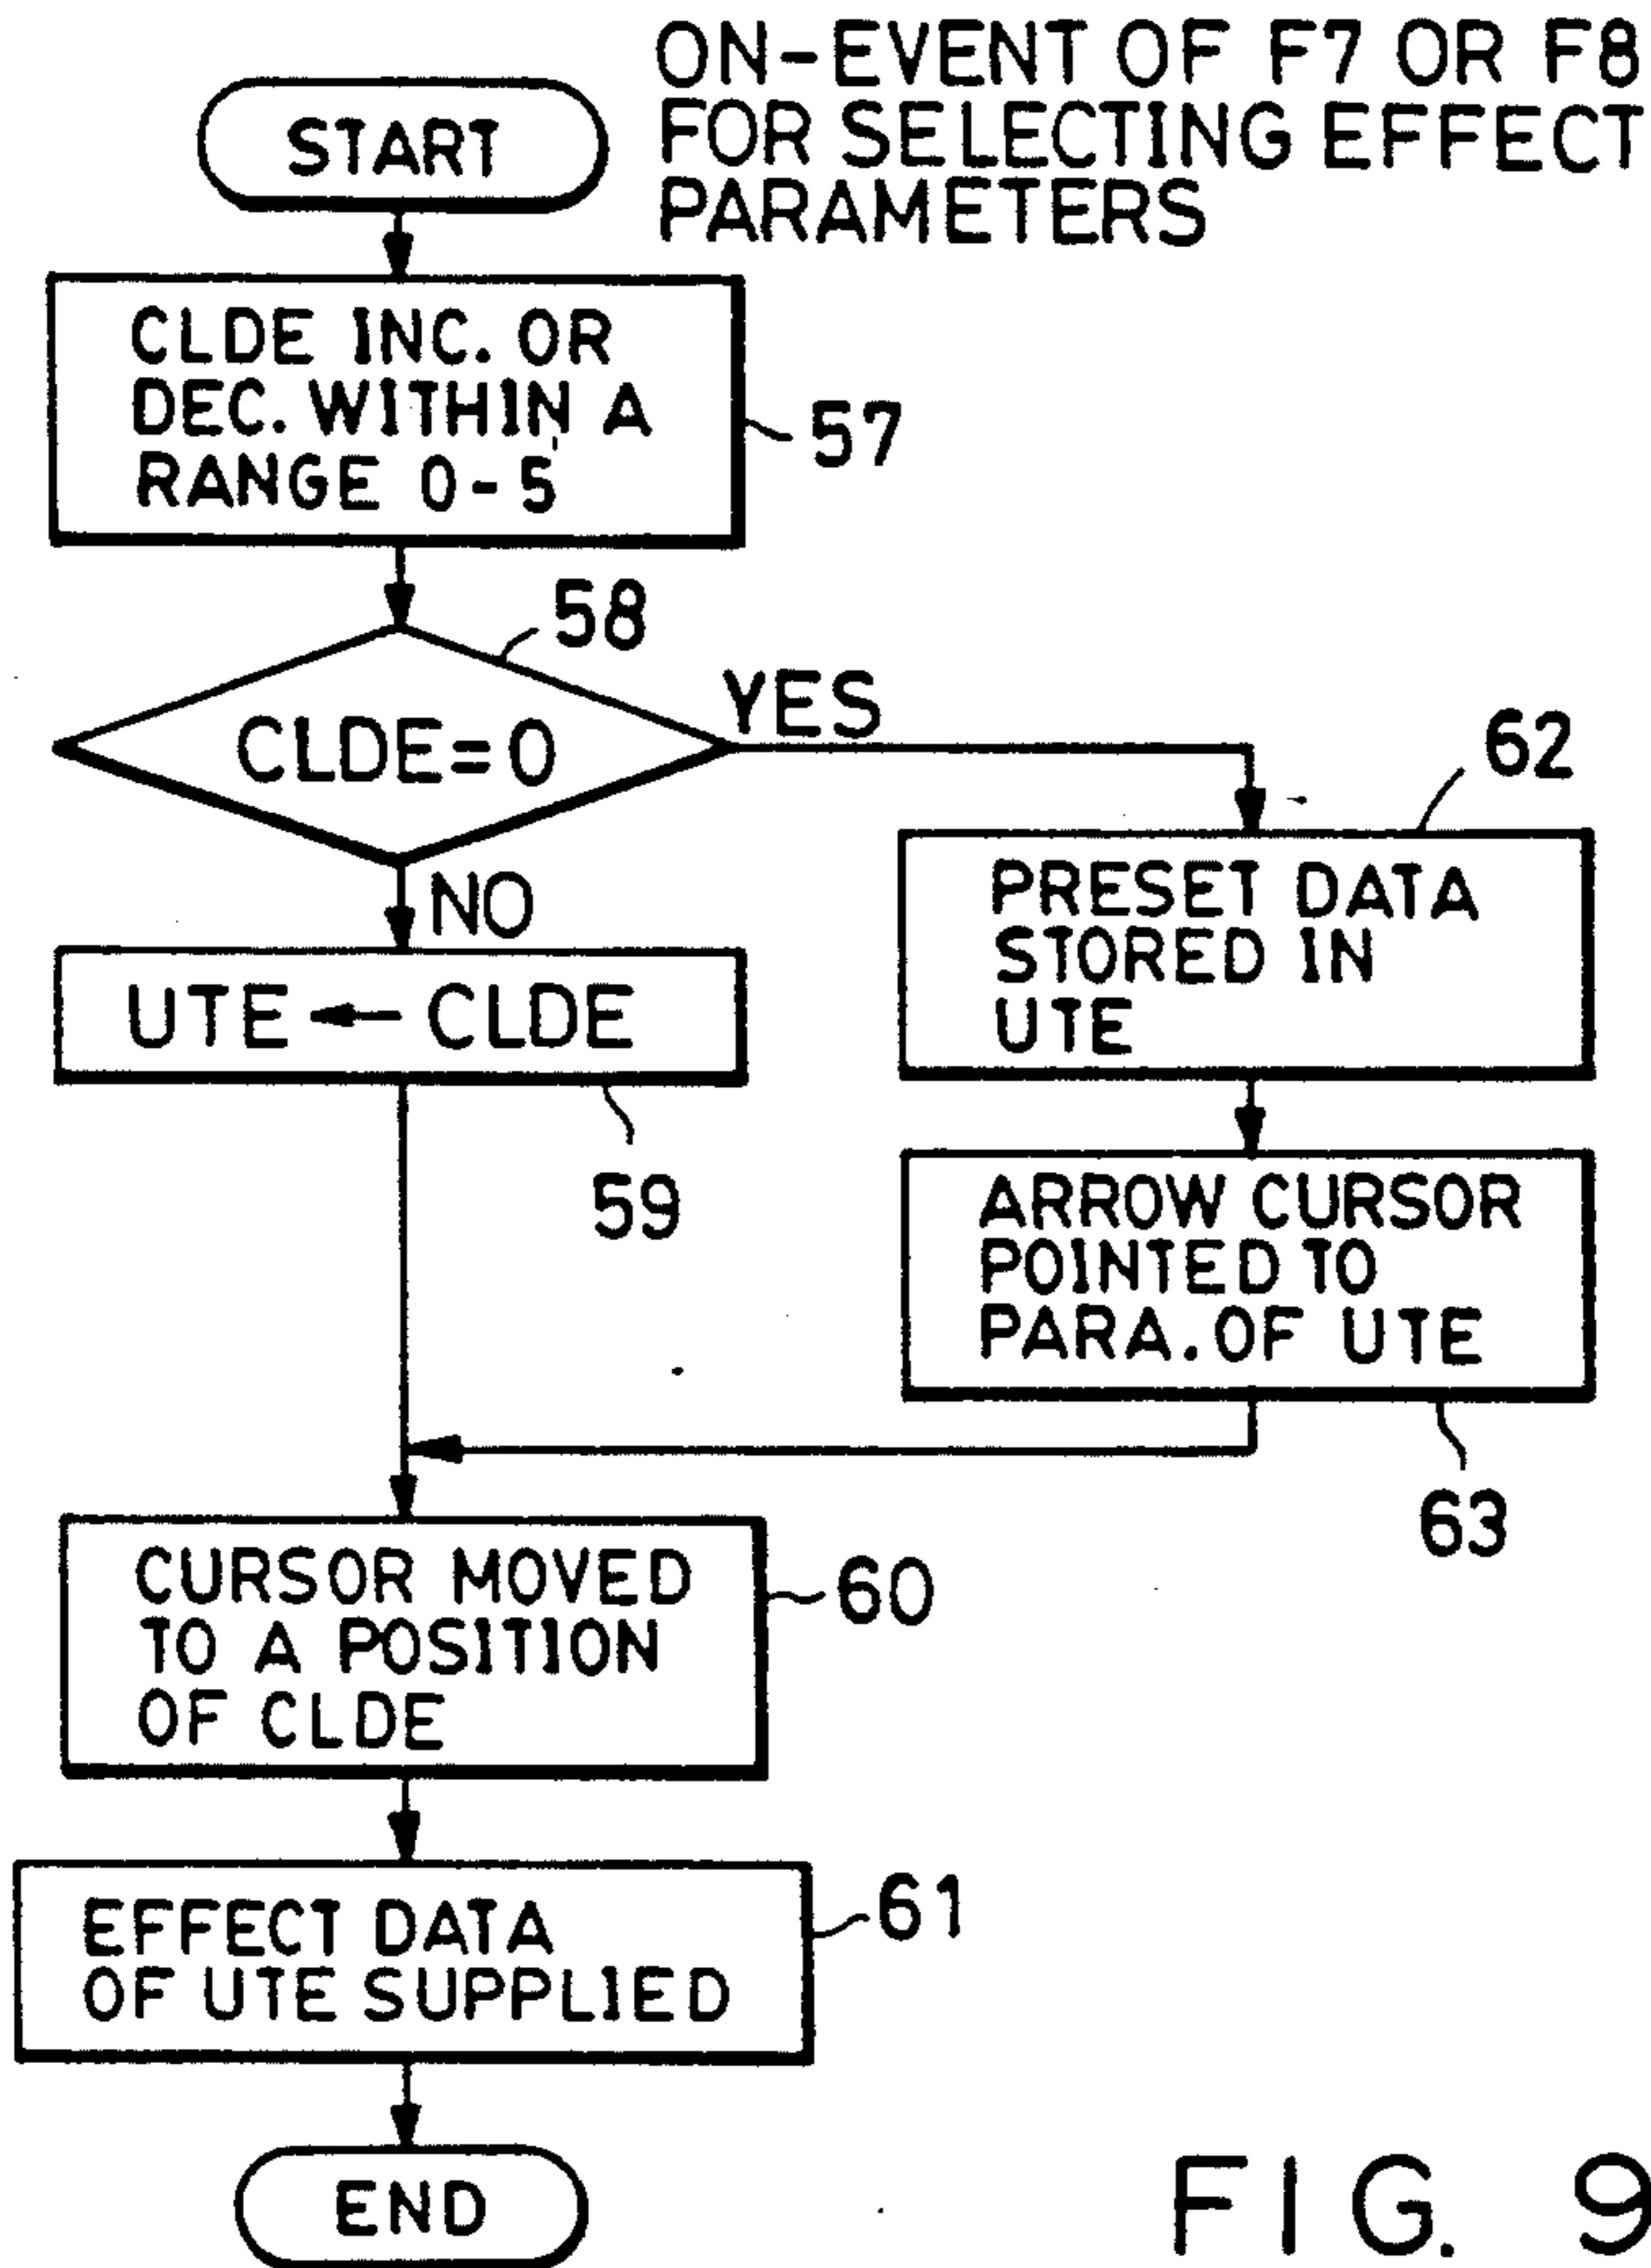 ON-EVENT OF F7 OR F8
FOR SELECTING EFFECT
PARAMETERS
START
CLDE INC. OR
DEC. WITHIN A
RANGE 0-5
57
58
CLDE=0
YES
NO
UTE ← CLDE
59
62
PRESET DATA
STORED IN
UTE
ARROW CURSOR
POINTED TO
PARA. OF UTE
63
CURSOR MOVED
TO A POSITION
OF CLDE
60
EFFECT DATA
OF UTE SUPPLIED
61
END
FIG. 9